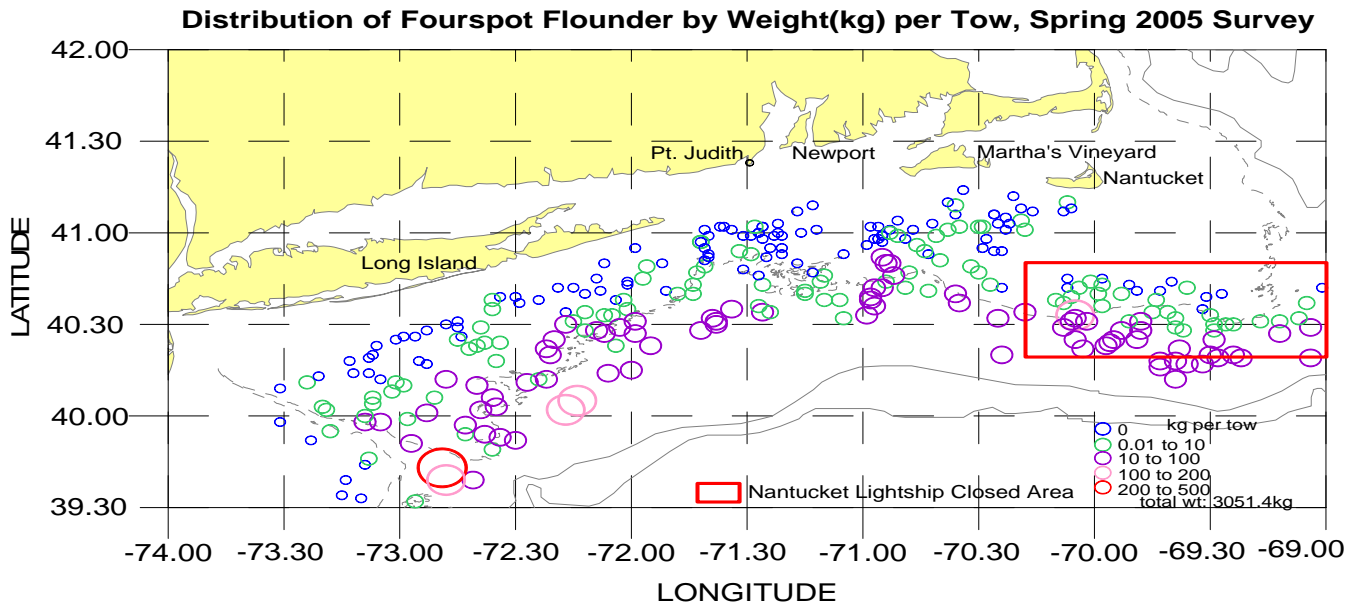 Distribution of Fourspot Flounder by Weight(kg) per Tow, Spring 2005 Survey
42.00
41.30
41.00
40.30
40.00
39.30
LATITUDE
Pt. Judith
Newport
Martha's Vineyard
Nantucket
Long Island
kg per tow
0
0.01 to 10
10 to 100
100 to 200
200 to 500
total wt: 3051.4kg
Nantucket Lightship Closed Area
-74.00 -73.30 -73.00 -72.30 -72.00 -71.30 -71.00 -70.30 -70.00 -69.30 -69.00
LONGITUDE